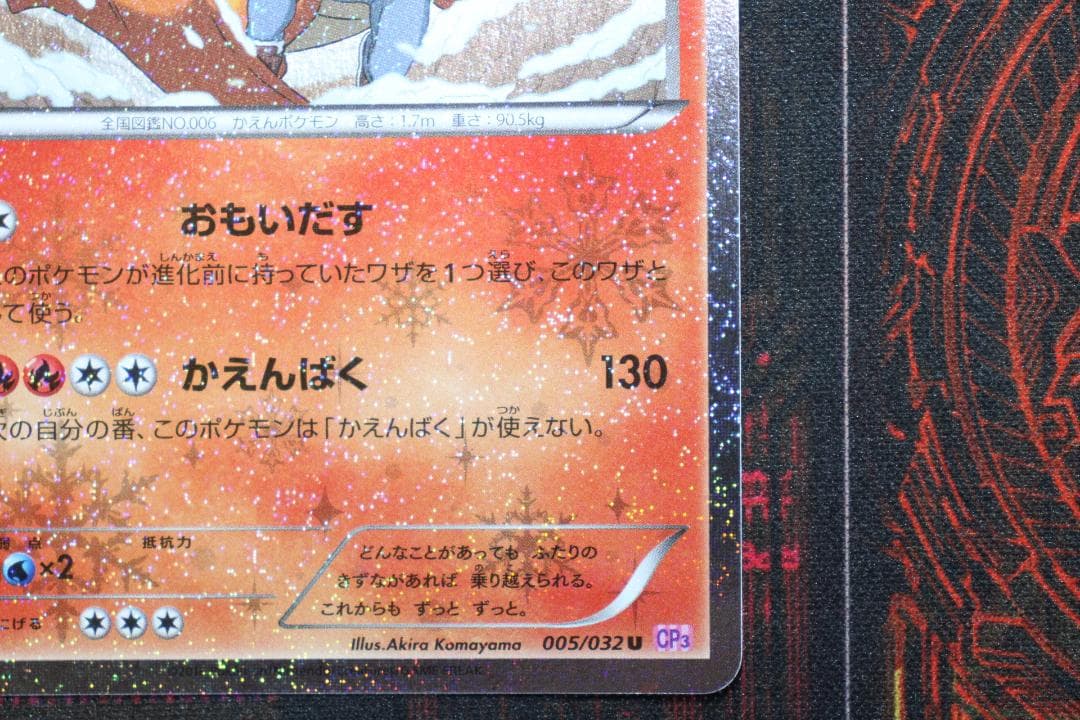 全国図鑑NO.006 かえんポケモン 高さ:1.7m 重さ:90.5kg
おもいだす
のポケモンが進化前に持っていたワザを1つ選び、このワザと
て使う。
かえんばく 130
次の自分の番、このポケモンは「かえんばく」が使えない。
弱点 抵抗力
×2
にげる
どんなことがあっても ふたりの
きずながあれば 乗り越えられる。
これからも ずっと ずっと。
Illus.Akira Komayama 005/032 U CP3
GAME FREAK